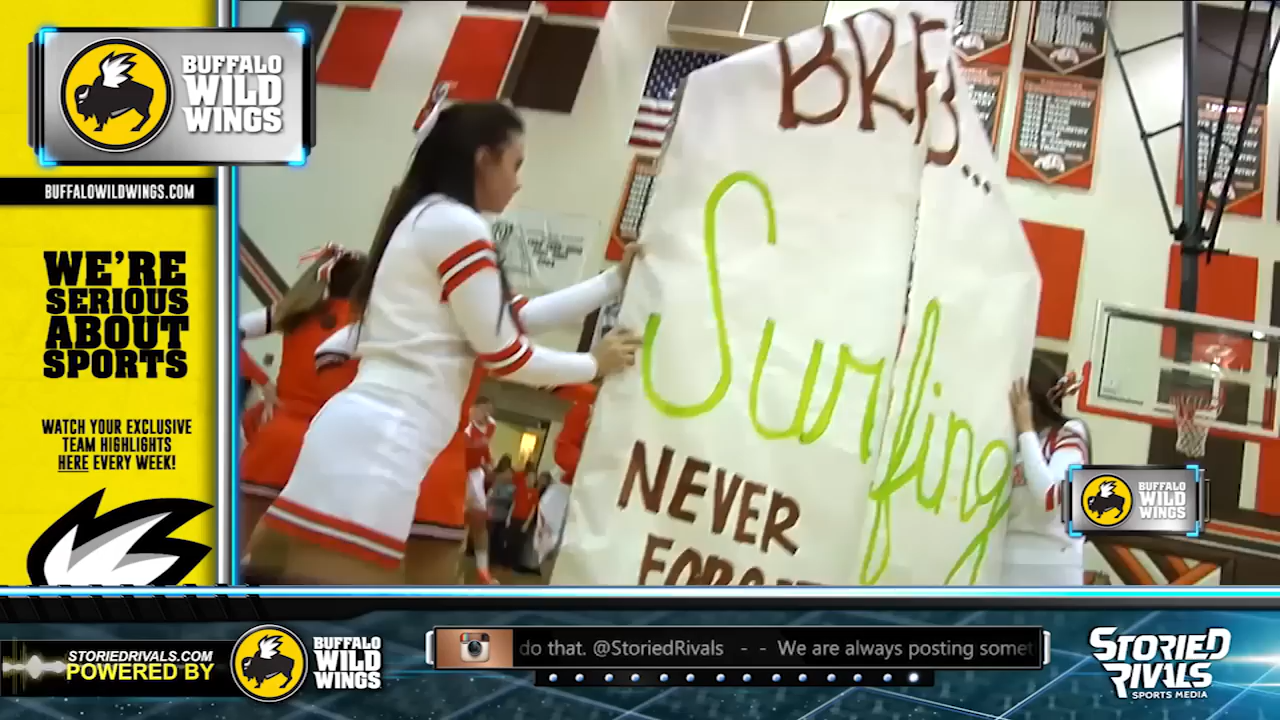 BUFFALO
WILD
WINGS
BUFFALOWILDWINGS.COM
WE'RE
SERIOUS
ABOUT
SPORTS
WATCH YOUR EXCLUSIVE
TEAM HIGHLIGHTS
HERE EVERY WEEK!
BRB...
Surfing
NEVER
BUFFALO
WILD
WINGS
STORIEDRIVALS.COM
POWERED BY
BUFFALO
WILD
WINGS
do that. @StoriedRivals - - We are always posting somet
STORIED
RIVALS
SPORTS MEDIA